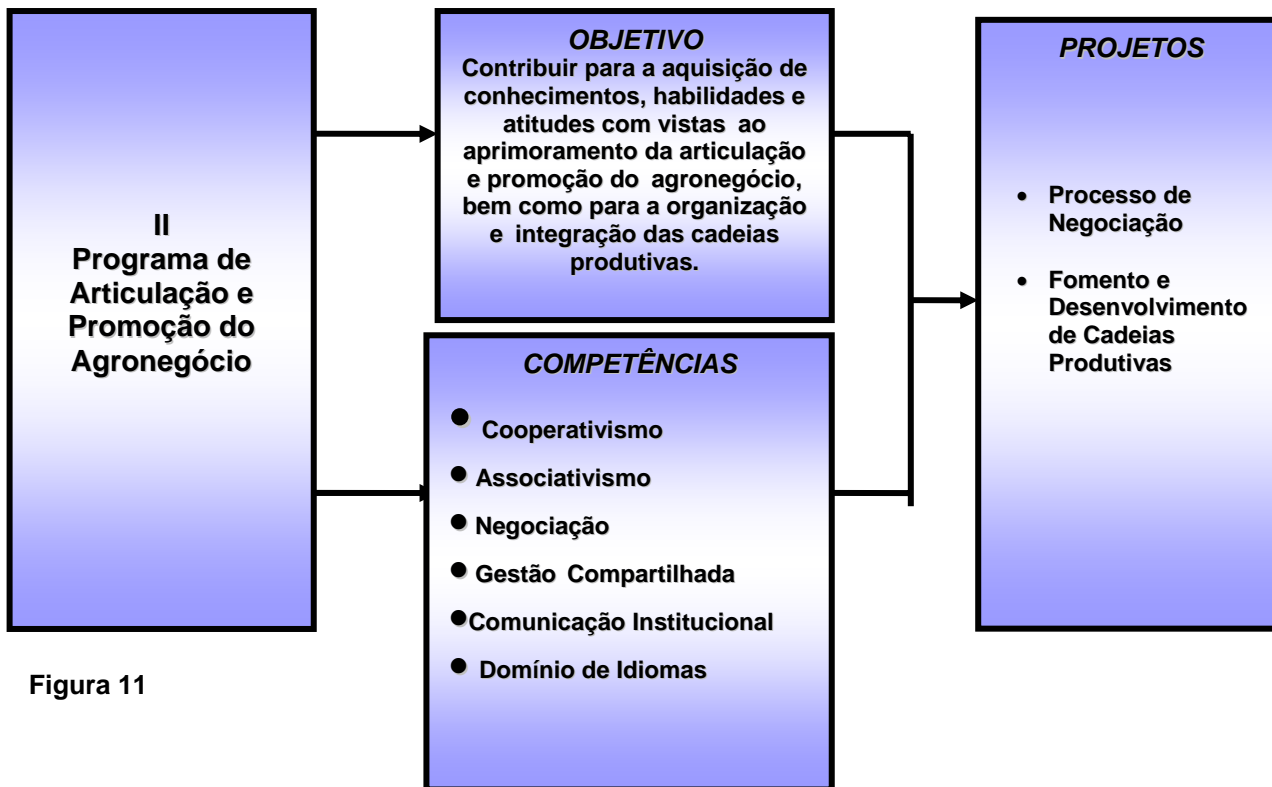 II
Programa de
Articulação e
Promoção do
Agronegócio
OBJETIVO
Contribuir para a aquisição de
conhecimentos, habilidades e
atitudes com vistas ao
aprimoramento da articulação
e promoção do agronegócio,
bem como para a organização
e integração das cadeias
produtivas.
COMPETÊNCIAS
● Cooperativismo
● Associativismo
● Negociação
● Gestão Compartilhada
●Comunicação Institucional
● Domínio de Idiomas
PROJETOS
• Processo de
Negociação
• Fomento e
Desenvolvimento
de Cadeias
Produtivas
Figura 11